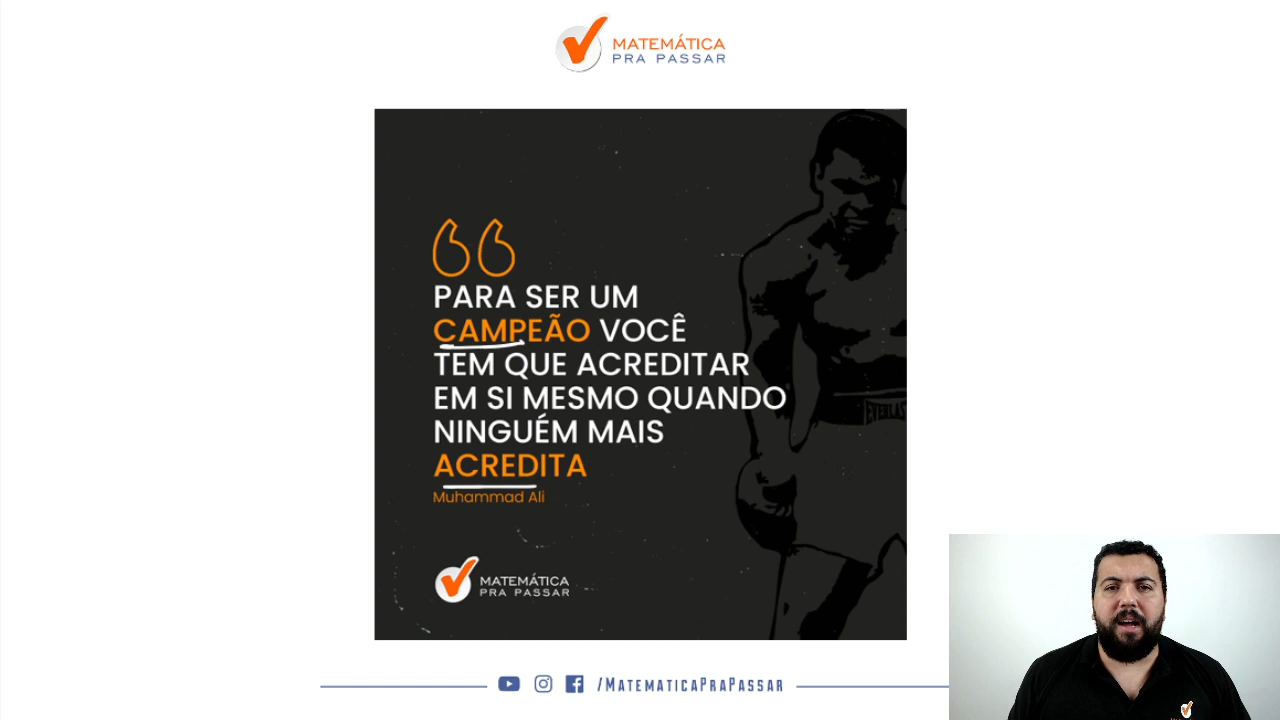 MATEMÁTICA
PRA PASSAR
PARA SER UM
CAMPEÃO VOCÊ
TEM QUE ACREDITAR
EM SI MESMO QUANDO
NINGUÉM MAIS
ACREDITA
Muhammad Ali
EVERLAS
MATEMÁTICA
PRA PASSAR
/MATEMATICAPRAPASSAR